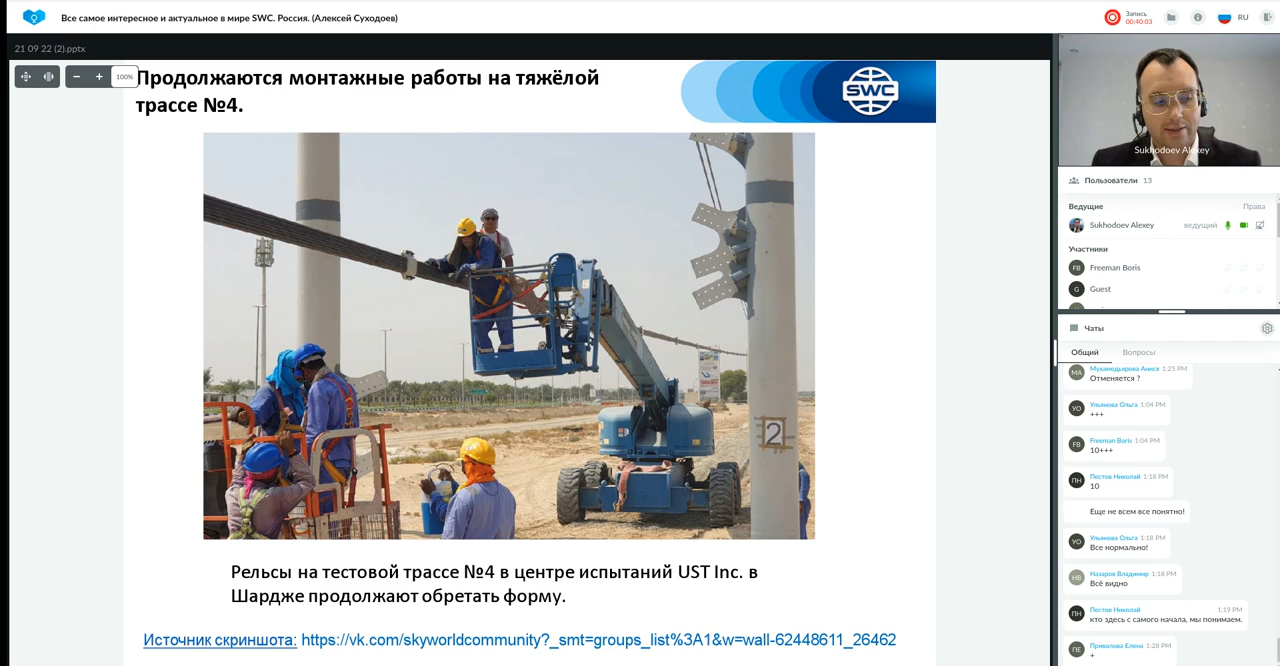 Все самое интересное и актуальное в мире SWC. Россия. (Алексей Суходоев)
Запись
00:40:03
RU
21 09 22 (2).pptx
100%
Продолжаются монтажные работы на тяжёлой
трассе №4.
SWC
2
Рельсы на тестовой трассе №4 в центре испытаний UST Inc. в
Шардже продолжают обретать форму.
Источник скриншота: https://vk.com/skyworldcommunity?_smt=groups_list%3A1&w=wall-62448611_26462
Sukhodoev Alexey
Пользователи 13
Ведущие Права
Sukhodoev Alexey ведущий
Участники
FB Freeman Boris
G Guest
Чаты
Общий Вопросы
МА Мухамедьярова Аниса 1:25 PM
Отменяется ?
УО Ульянова Ольга 1:04 PM
+++
FB Freeman Boris 1:04 PM
10+++
ПН Пестов Николай 1:18 PM
10
Еще не всем все понятно!
УО Ульянова Ольга 1:18 PM
Все нормально!
НВ Назаров Владимир 1:18 PM
Всё видно
ПН Пестов Николай 1:19 PM
кто здесь с самого начала, мы понимаем.
ПЕ Привалова Елена 1:28 PM
+